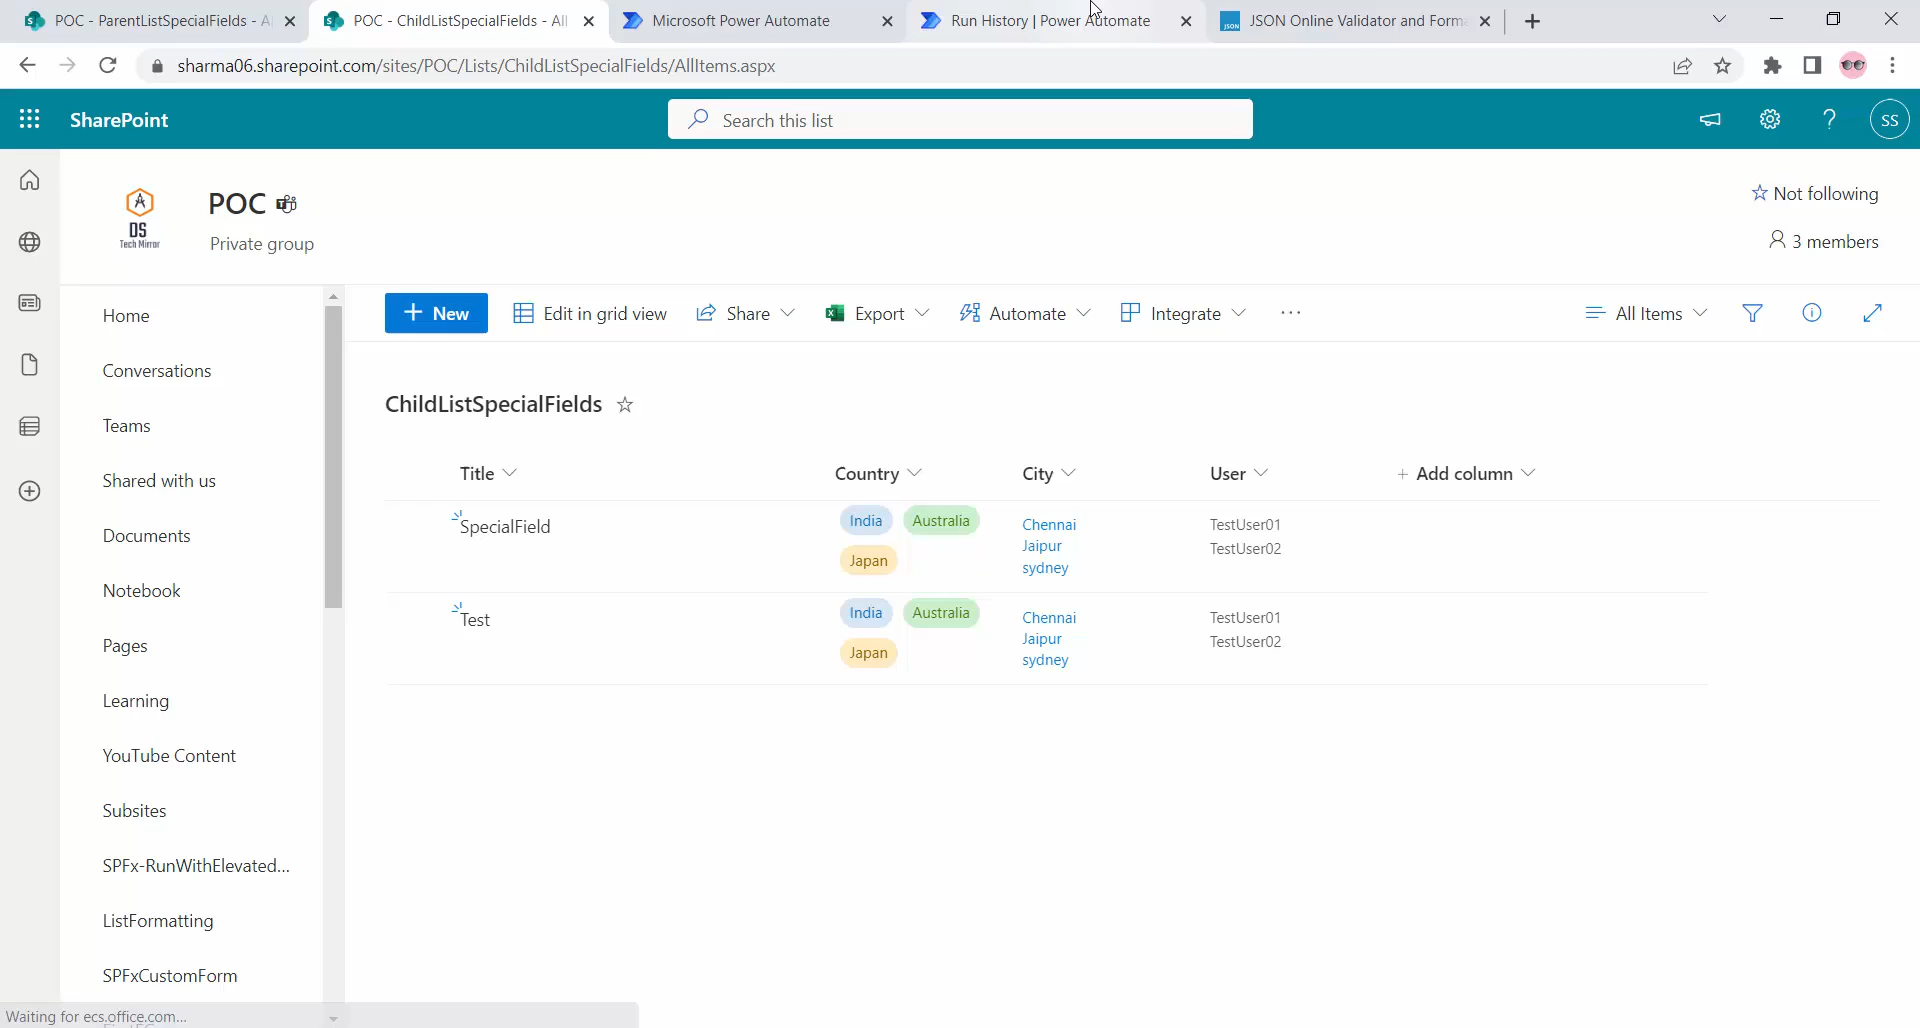 POC - ParentListSpecialFields - Al
POC - ChildListSpecialFields - All
Microsoft Power Automate
Run History | Power Automate
JSON Online Validator and Forma
sharma06.sharepoint.com/sites/POC/Lists/ChildListSpecialFields/AllItems.aspx
SharePoint
Search this list
SS
DS
Tech Mirror
POC
Private group
Not following
3 members
Home
Conversations
Teams
Shared with us
Documents
Notebook
Pages
Learning
YouTube Content
Subsites
SPFx-RunWithElevated...
ListFormatting
SPFxCustomForm
New
Edit in grid view
Share
Export
Automate
Integrate
All Items
ChildListSpecialFields
Title
Country
City
User
Add column
SpecialField
India
Australia
Japan
Chennai
Jaipur
sydney
TestUser01
TestUser02
Test
India
Australia
Japan
Chennai
Jaipur
sydney
TestUser01
TestUser02
Waiting for ecs.office.com...